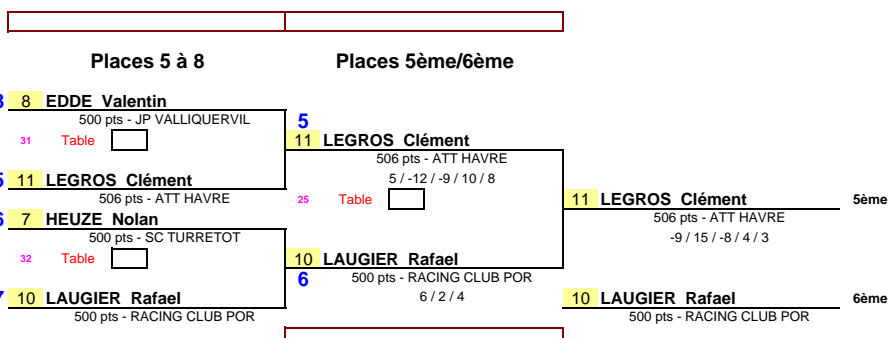 Places 5 à 8
Places 5ème/6ème
8 EDDE Valentin
500 pts - JP VALLIQUERVIL
5
31 Table
11 LEGROS Clément
506 pts - ATT HAVRE
5 / -12 / -9 / 10 / 8
11 LEGROS Clément
506 pts - ATT HAVRE
25 Table
11 LEGROS Clément 5ème
506 pts - ATT HAVRE
-9 / 15 / -8 / 4 / 3
7 HEUZE Nolan
500 pts - SC TURRETOT
32 Table
10 LAUGIER Rafael
6
500 pts - RACING CLUB POR
6 / 2 / 4
10 LAUGIER Rafael
500 pts - RACING CLUB POR
10 LAUGIER Rafael 6ème
500 pts - RACING CLUB POR